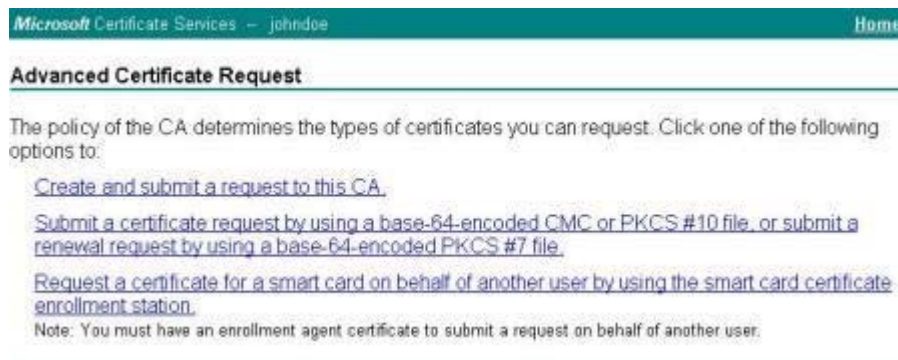 Microsoft Certificate Services -- johndoe Home
Advanced Certificate Request
The policy of the CA determines the types of certificates you can request. Click one of the following
options to:
Create and submit a request to this CA.
Submit a certificate request by using a base-64-encoded CMC or PKCS #10 file, or submit a
renewal request by using a base-64-encoded PKCS #7 file.
Request a certificate for a smart card on behalf of another user by using the smart card certificate
enrollment station.
Note: You must have an enrollment agent certificate to submit a request on behalf of another user.